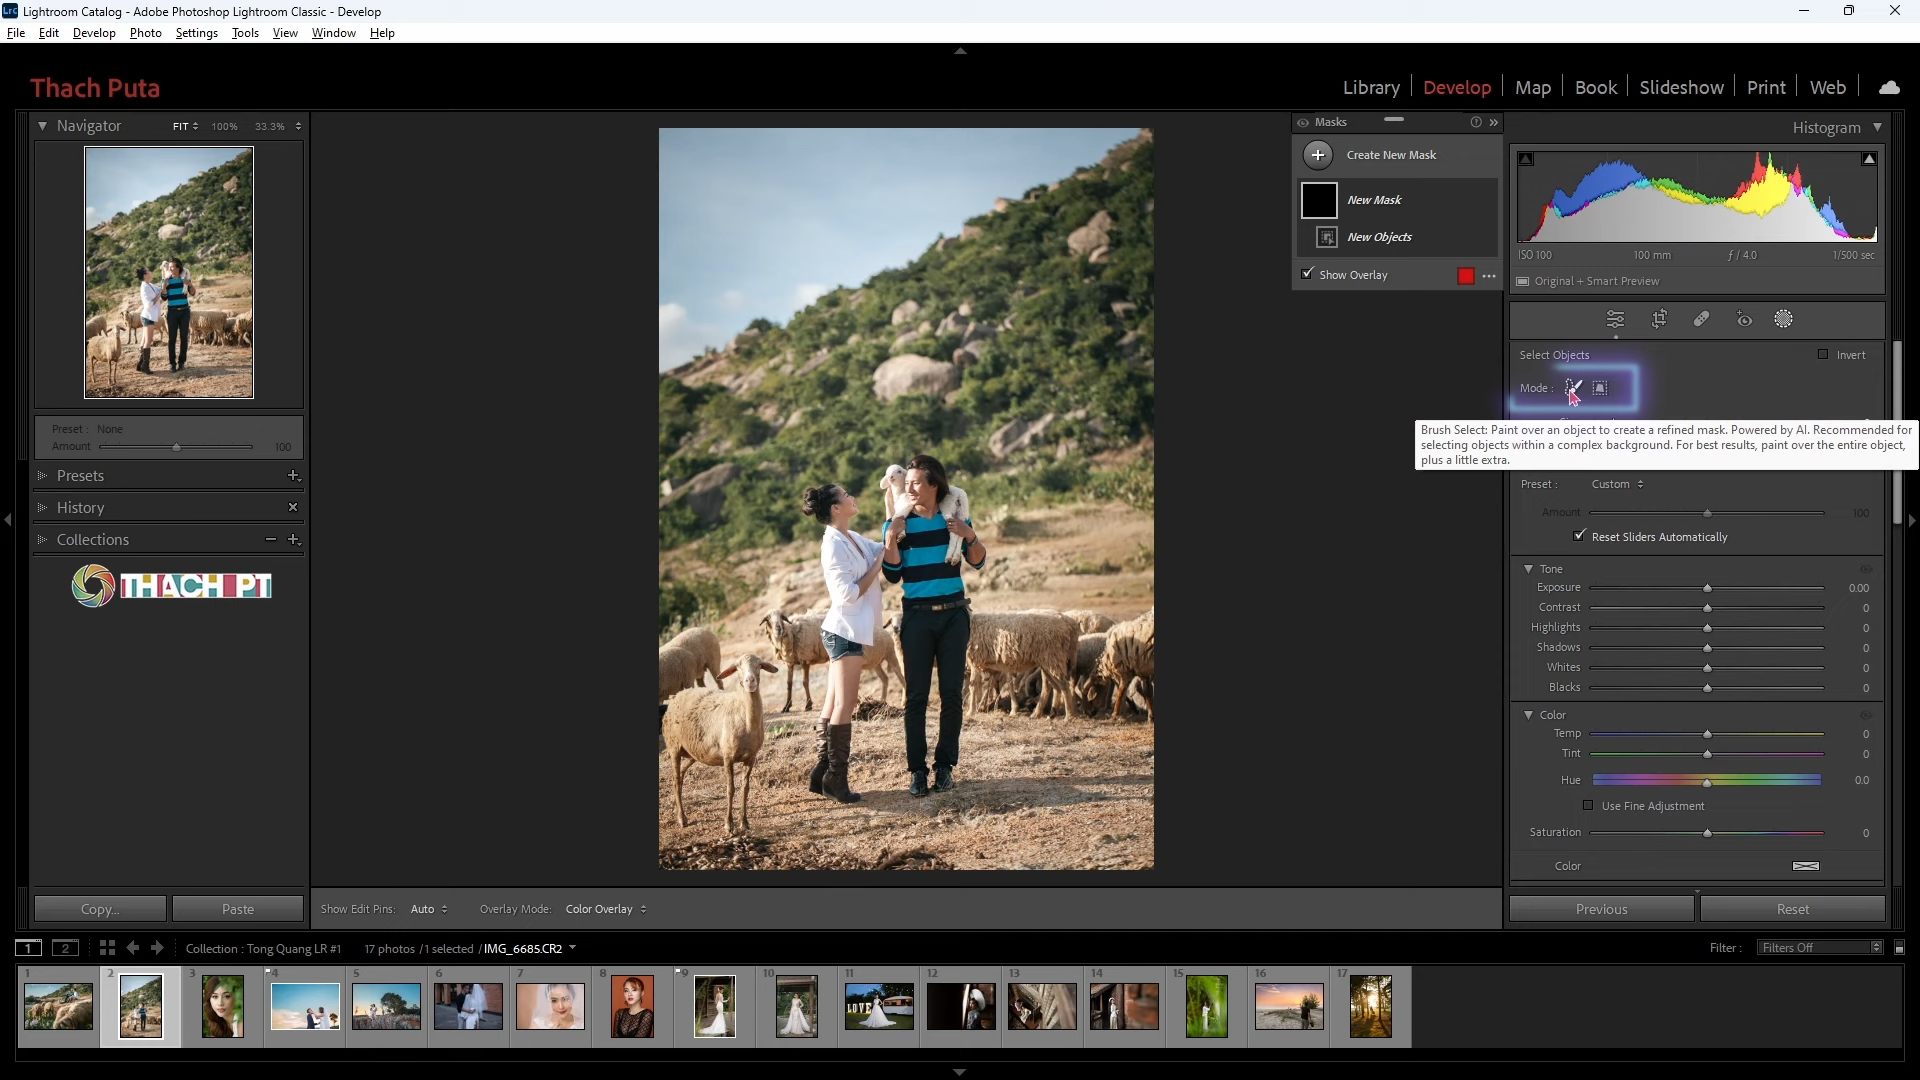 Lightroom Catalog - Adobe Photoshop Lightroom Classic - Develop
File Edit Develop Photo Settings Tools View Window Help
Thach Puta
Library Develop Map Book Slideshow Print Web
Navigator FIT 100% 33.3%
Masks
Create New Mask
New Mask
New Objects
Show Overlay
Histogram
ISO 100 100 mm ƒ / 4.0 1/500 sec
Original + Smart Preview
Select Objects Invert
Mode :
Brush Select: Paint over an object to create a refined mask. Powered by AI. Recommended for
selecting objects within a complex background. For best results, paint over the entire object,
plus a little extra.
Preset : None
Amount 100
Presets
History
Collections
THACH PT
Preset : Custom
Amount 100
Reset Sliders Automatically
Tone
Exposure 0.00
Contrast 0
Highlights 0
Shadows 0
Whites 0
Blacks 0
Color
Temp 0
Tint 0
Hue 0.0
Use Fine Adjustment
Saturation 0
Color
Copy... Paste
Show Edit Pins: Auto Overlay Mode: Color Overlay
Previous Reset
1 2 Collection : Tong Quang LR #1 17 photos / 1 selected / IMG_6685.CR2 Filter : Filters Off
1 2 3 4 5 6 7 8 9 10 11 12 13 14 15 16 17
LOVE